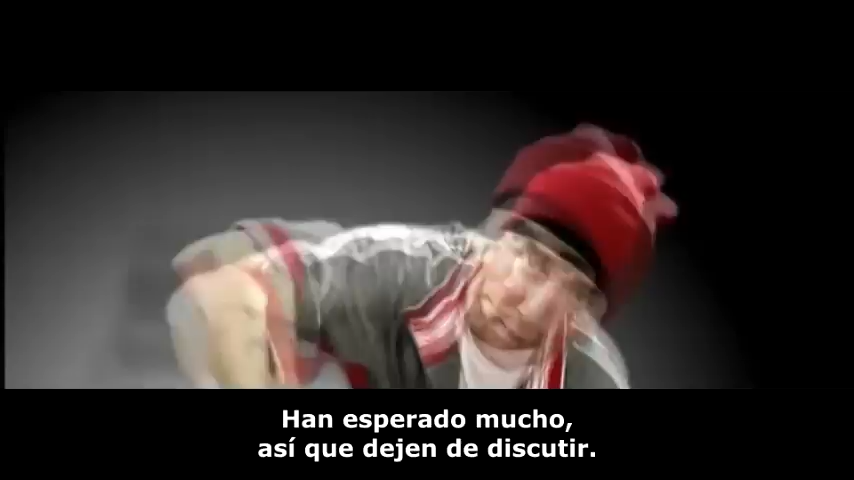 Han esperado mucho,
así que dejen de discutir.